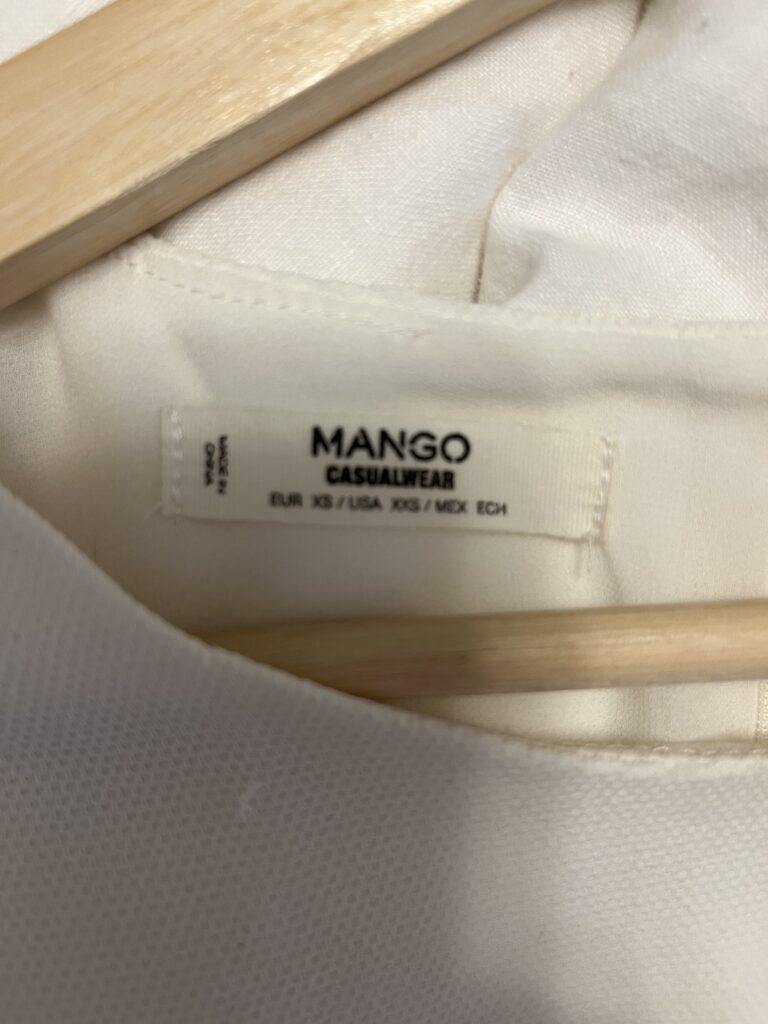 MANGO
CASUALWEAR
EUR XS / USA XXS / MEX ECH
MADE IN
CHINA